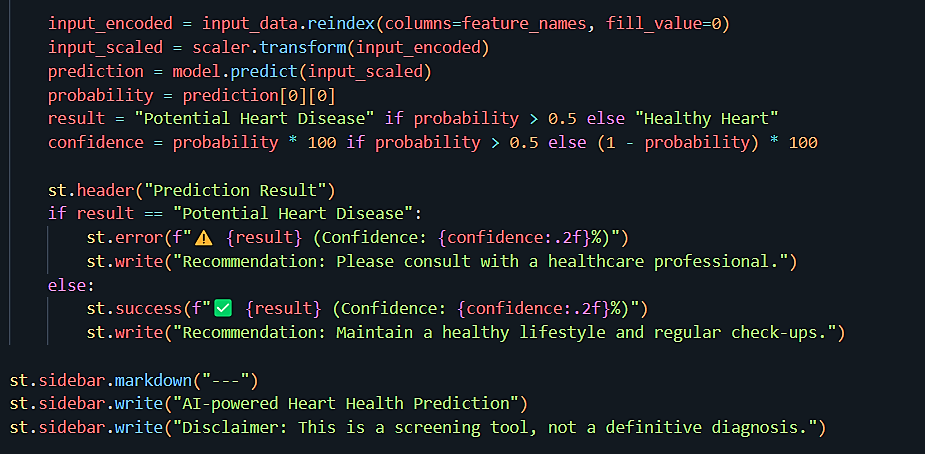 input_encoded = input_data.reindex(columns=feature_names, fill_value=0)
input_scaled = scaler.transform(input_encoded)
prediction = model.predict(input_scaled)
probability = prediction[0][0]
result = "Potential Heart Disease" if probability > 0.5 else "Healthy Heart"
confidence = probability * 100 if probability > 0.5 else (1 - probability) * 100
st.header("Prediction Result")
if result == "Potential Heart Disease":
st.error(f"⚠️ {result} (Confidence: {confidence:.2f}%)")
st.write("Recommendation: Please consult with a healthcare professional.")
else:
st.success(f"✅ {result} (Confidence: {confidence:.2f}%)")
st.write("Recommendation: Maintain a healthy lifestyle and regular check-ups.")
st.sidebar.markdown("---")
st.sidebar.write("AI-powered Heart Health Prediction")
st.sidebar.write("Disclaimer: This is a screening tool, not a definitive diagnosis.")